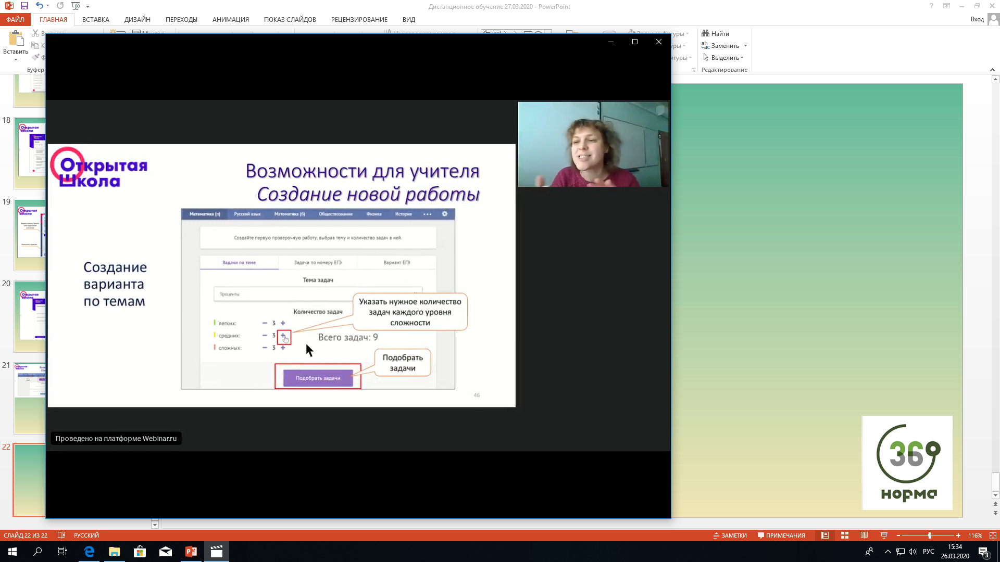 Дистанционное обучение 27.03.2020 - PowerPoint
ФАЙЛ ГЛАВНАЯ ВСТАВКА ДИЗАЙН ПЕРЕХОДЫ АНИМАЦИЯ ПОКАЗ СЛАЙДОВ РЕЦЕНЗИРОВАНИЕ ВИД
Вход
Вставить
Буфер
Найти
Заменить
Выделить
Редактирование
18
19
20
21
22
Открытая
Школа
Возможности для учителя
Создание новой работы
Математика (п) Русский язык Математика (б) Обществознание Физика История
Создайте первую проверочную работу, выбрав тему и количество задач в ней.
Задачи по теме Задачи по номеру ЕГЭ Вариант ЕГЭ
Тема задач
Проценты
Создание
варианта
по темам
Количество задач
легких: − 3 +
средних: − 3 +
сложных: − 3 +
Всего задач: 9
Указать нужное количество
задач каждого уровня
сложности
Подобрать
задачи
Подобрать задачи
46
Проведено на платформе Webinar.ru
369
норма
СЛАЙД 22 ИЗ 22 РУССКИЙ
ЗАМЕТКИ ПРИМЕЧАНИЯ 116%
РУС
15:34
26.03.2020
3